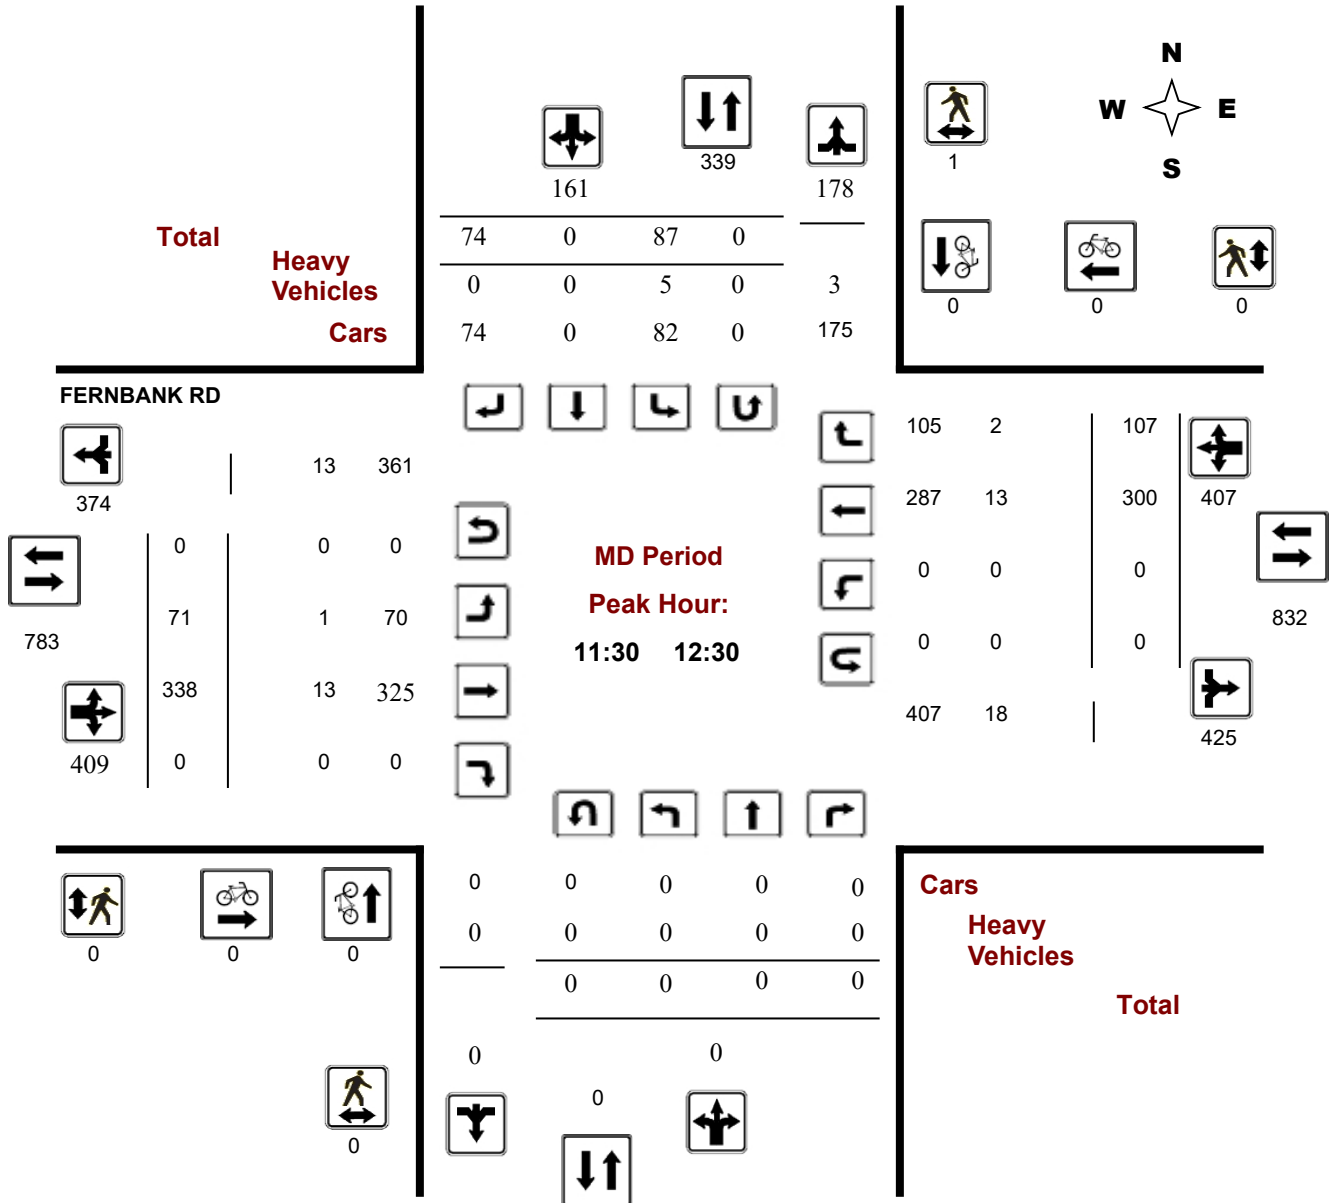 N
W E
S
339
1
161
178
Total
74 0 87 0
Heavy
Vehicles
0 0 5 0 3
Cars
74 0 82 0 175
0 0 0
FERNBANK RD
105 2 107
13 361
374
287 13 300 407
0 0 0
MD Period
0 0 0
Peak Hour:
71 1 70
832
783
11:30 12:30
0 0 0
338 13 325
407 18
425
409 0 0 0
0 0 0 0 0
Cars
0 0 0 0 0
Heavy
Vehicles
0 0 0
0 0 0 0
Total
0 0
0
0